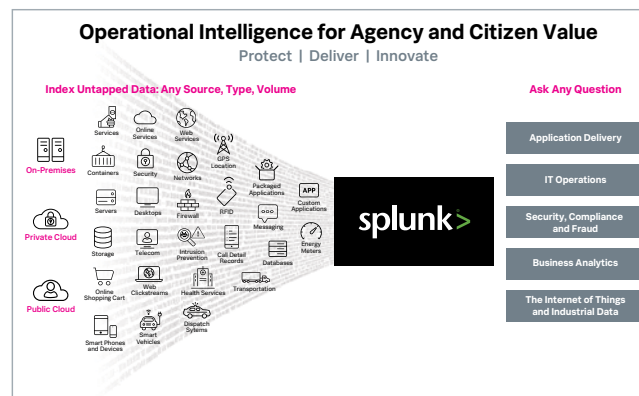 Operational Intelligence for Agency and Citizen Value
Protect | Deliver | Innovate
Index Untapped Data: Any Source, Type, Volume
Ask Any Question
On-Premises
Private Cloud
Public Cloud
Services
Online
Services
Web
Services
GPS
Location
Containers
Security
Networks
Packaged
Applications
APP
Custom
Applications
Servers
Desktops
Firewall
RFID
Messaging
Energy
Meters
Storage
Telecom
Intrusion
Prevention
Call Detail
Records
Databases
Online
Shopping Cart
Web
Clickstreams
Health Services
Transportation
Smart Phones
and Devices
Smart
Vehicles
Dispatch
Sytems
splunk>
Application Delivery
IT Operations
Security, Compliance
and Fraud
Business Analytics
The Internet of Things
and Industrial Data